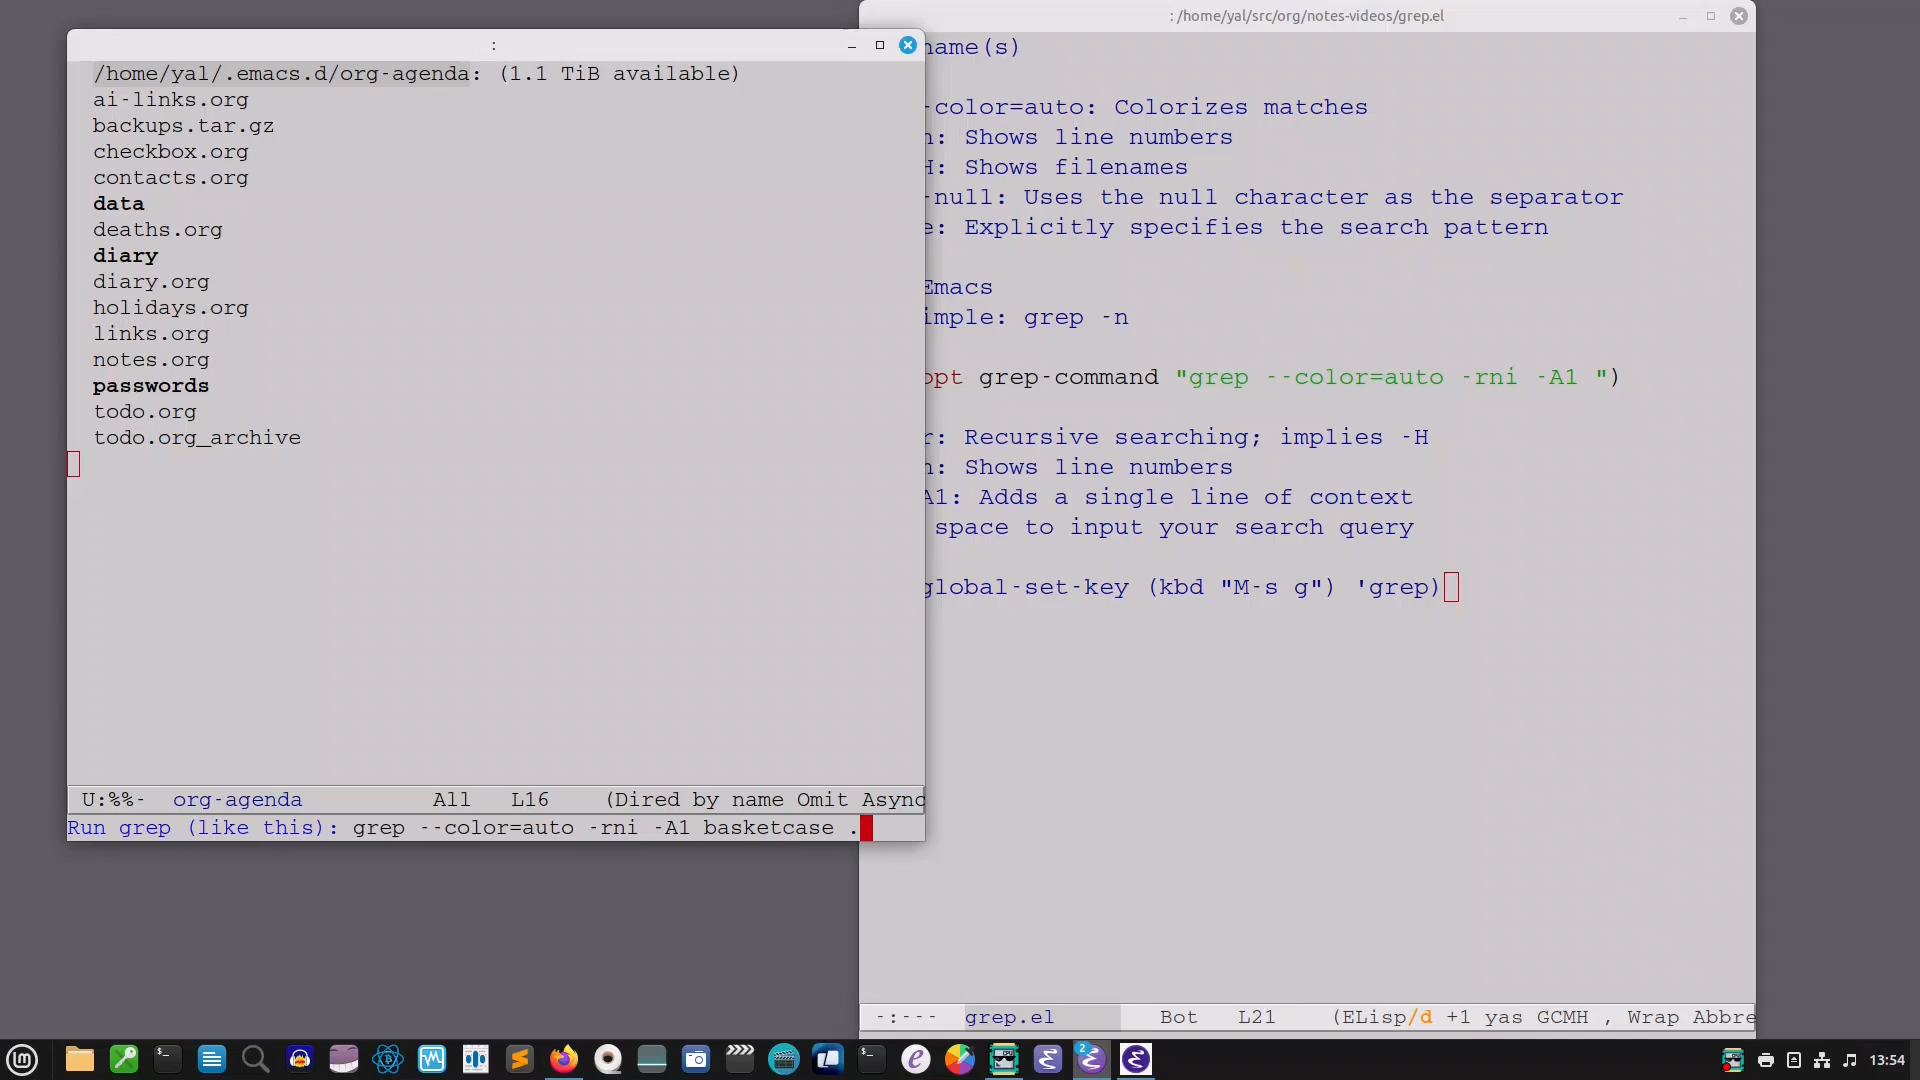 :
/home/yal/.emacs.d/org-agenda: (1.1 TiB available)
ai-links.org
backups.tar.gz
checkbox.org
contacts.org
data
deaths.org
diary
diary.org
holidays.org
links.org
notes.org
passwords
todo.org
todo.org_archive
U:%%- org-agenda All L16 (Dired by name Omit Async
Run grep (like this): grep --color=auto -rni -A1 basketcase .
: /home/yal/src/org/notes-videos/grep.el
name(s)
-color=auto: Colorizes matches
n: Shows line numbers
H: Shows filenames
-null: Uses the null character as the separator
e: Explicitly specifies the search pattern
Emacs
imple: grep -n
opt grep-command "grep --color=auto -rni -A1 ")
r: Recursive searching; implies -H
n: Shows line numbers
A1: Adds a single line of context
space to input your search query
global-set-key (kbd "M-s g") 'grep)
-:--- grep.el Bot L21 (ELisp/d +1 yas GCMH , Wrap Abbre
2
13:54